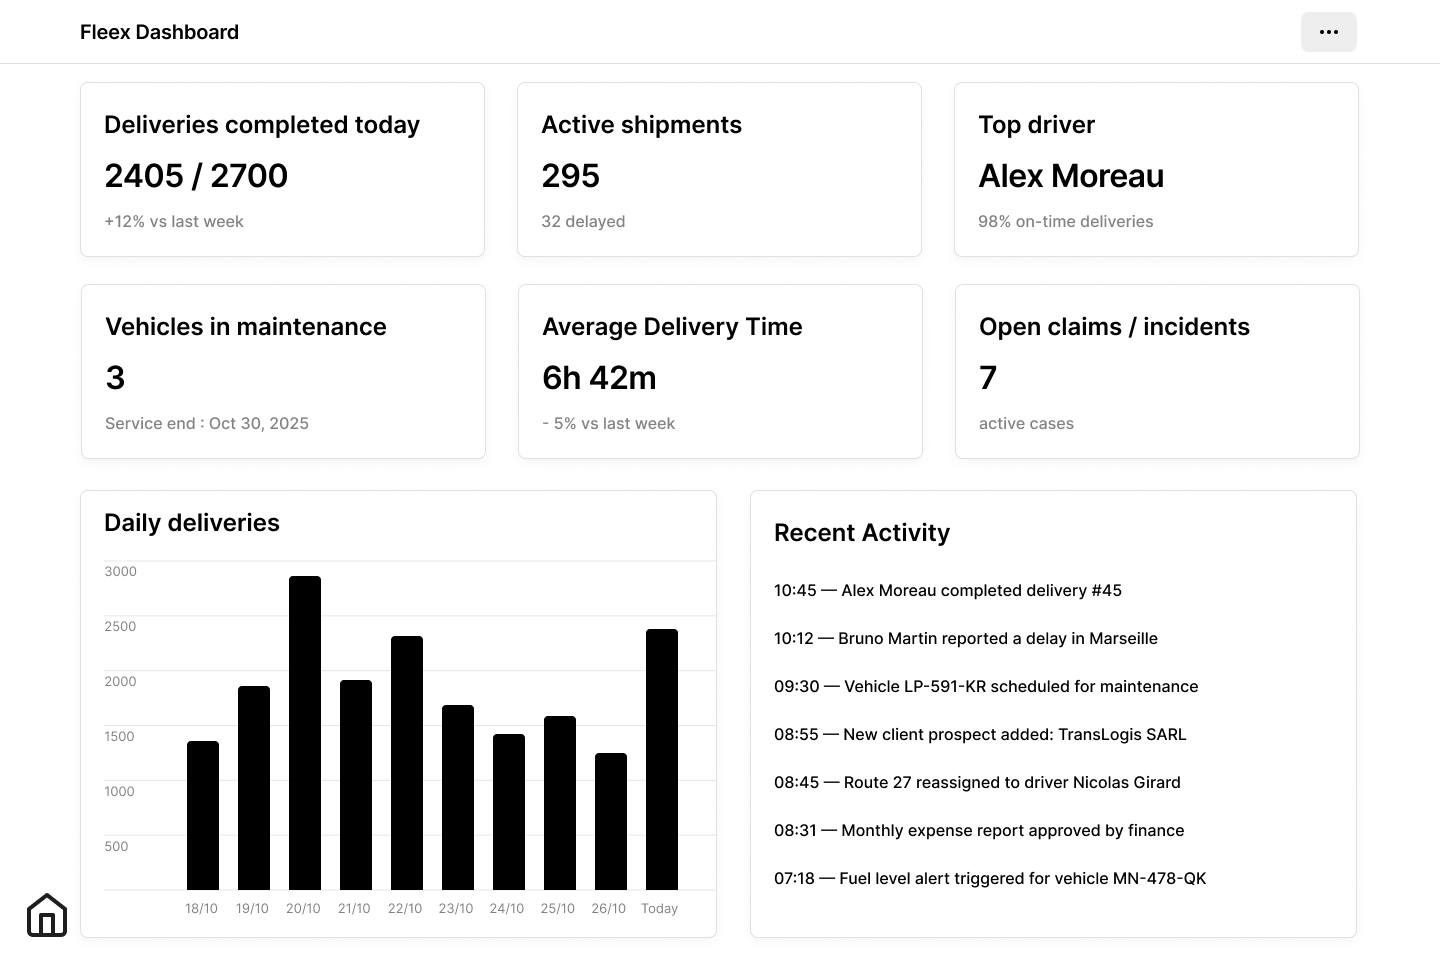 Fleex Dashboard
Deliveries completed today
2405 / 2700
+12% vs last week
Active shipments
295
32 delayed
Top driver
Alex Moreau
98% on-time deliveries
Vehicles in maintenance
3
Service end : Oct 30, 2025
Average Delivery Time
6h 42m
- 5% vs last week
Open claims / incidents
7
active cases
Daily deliveries
3000
2500
2000
1500
1000
500
18/10 19/10 20/10 21/10 22/10 23/10 24/10 25/10 26/10 Today
Recent Activity
10:45 — Alex Moreau completed delivery #45
10:12 — Bruno Martin reported a delay in Marseille
09:30 — Vehicle LP-591-KR scheduled for maintenance
08:55 — New client prospect added: TransLogis SARL
08:45 — Route 27 reassigned to driver Nicolas Girard
08:31 — Monthly expense report approved by finance
07:18 — Fuel level alert triggered for vehicle MN-478-QK